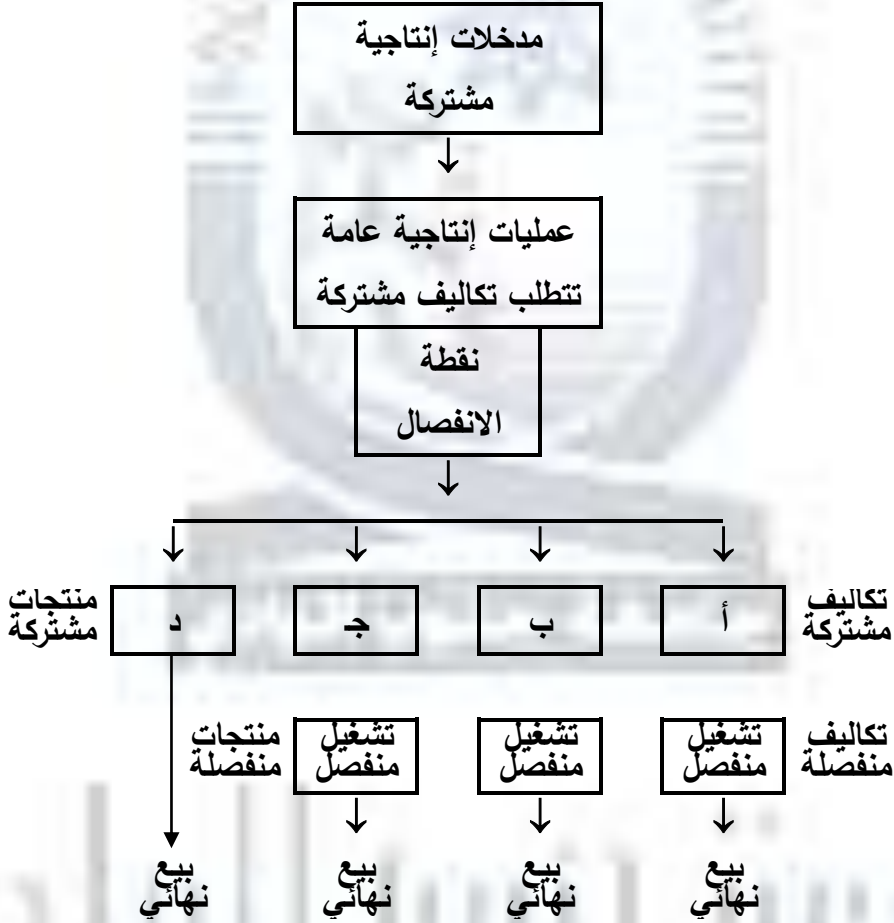 مدخلات إنتاجية
مشتركة
عمليات إنتاجية عامة
تتطلب تكاليف مشتركة
نقطة
الانفصال
تكاليف
مشتركة
أ
ب
جـ
د
منتجات
مشتركة
تكاليف
منفصلة
تشغيل
منفصل
تشغيل
منفصل
تشغيل
منفصل
منتجات
منفصلة
بيع
نهائي
بيع
نهائي
بيع
نهائي
بيع
نهائي